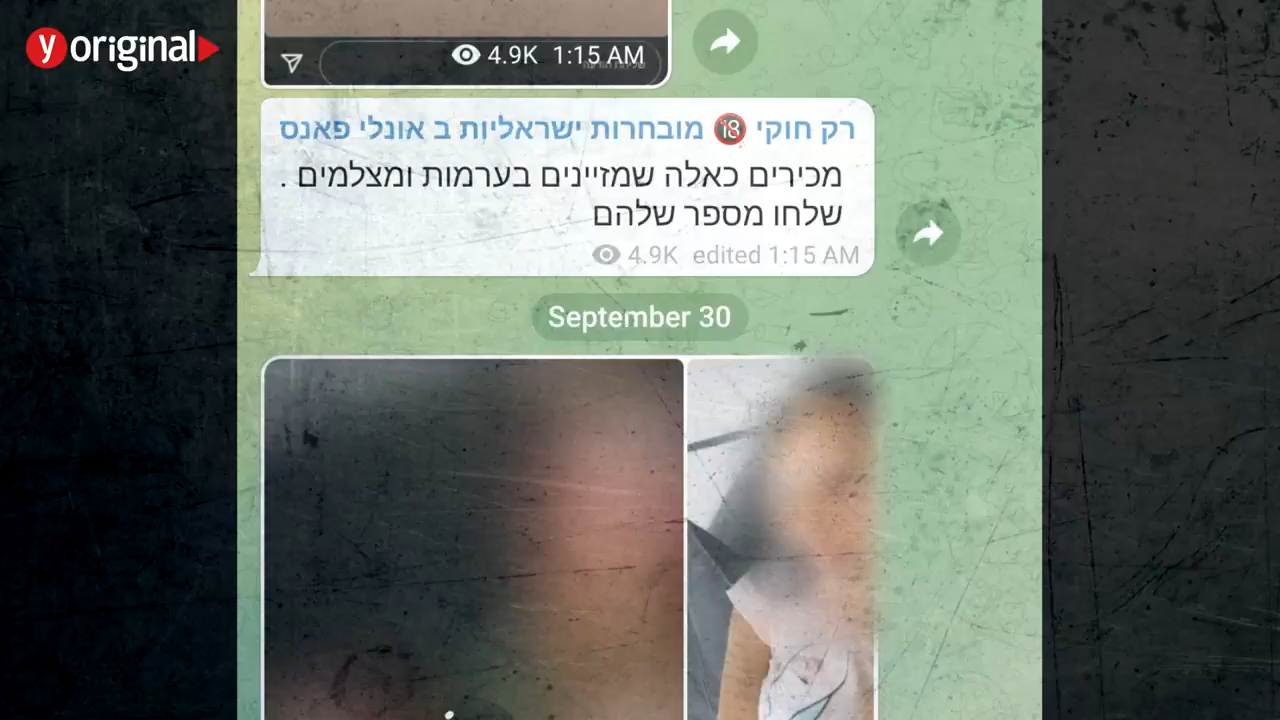 y original
4.9K 1:15 AM
רק חוקי 🔞 מובחרות ישראליות ב אונלי פאנס
מכירים כאלה שמזיינים בערמות ומצלמים .
שלחו מספר שלהם
4.9K edited 1:15 AM
September 30